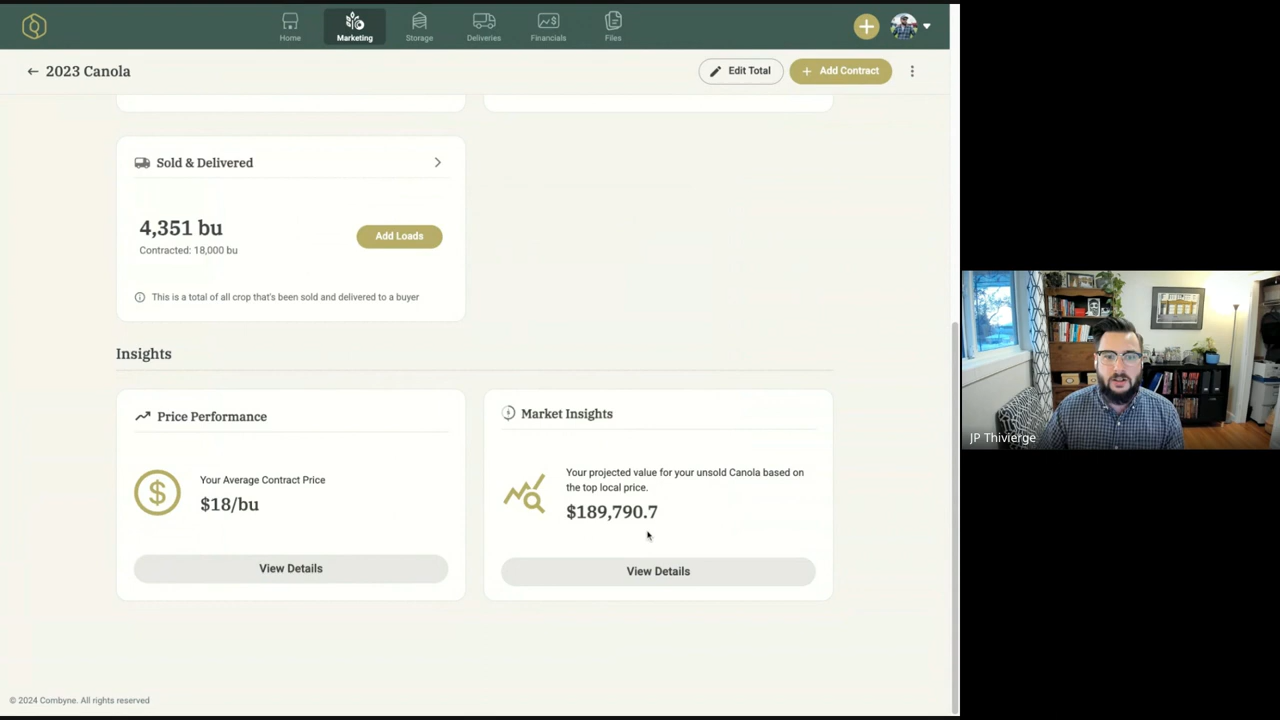 Home
Marketing
Storage
Deliveries
Financials
Files
2023 Canola
Edit Total
Add Contract
Sold & Delivered
4,351 bu
Contracted: 18,000 bu
Add Loads
This is a total of all crop that's been sold and delivered to a buyer
Insights
Price Performance
Your Average Contract Price
$18/bu
View Details
Market Insights
Your projected value for your unsold Canola based on
the top local price.
$189,790.7
View Details
JP Thivierge
© 2024 Combyne. All rights reserved